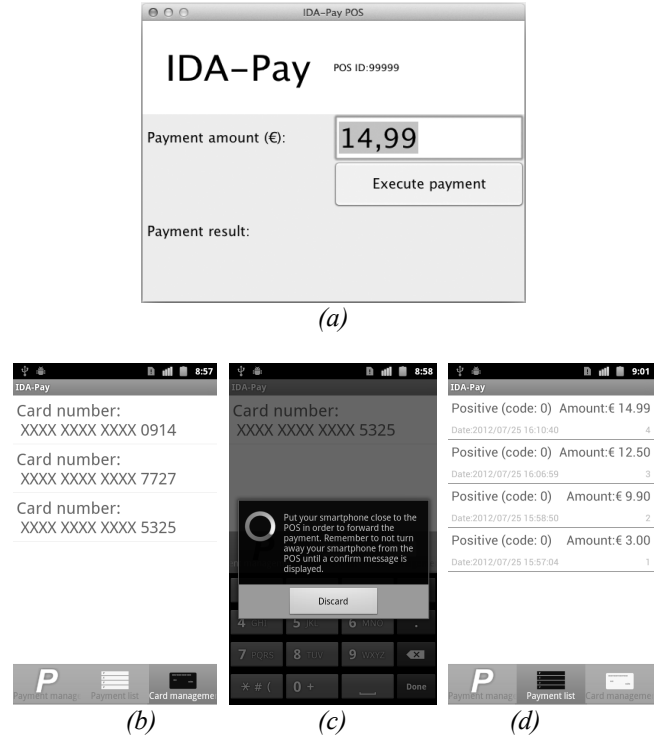 IDA-Pay POS
IDA-Pay
POS ID:99999
Payment amount (€):
14,99
Execute payment
Payment result:
(a)
8:57
IDA-Pay
Card number:
XXXX XXXX XXXX 0914
Card number:
XXXX XXXX XXXX 7727
Card number:
XXXX XXXX XXXX 5325
P
Payment manag
Payment list
Card manageme
(b)
8:58
IDA-Pay
Card number:
XXXX XXXX XXXX 5325
Put your smartphone close to the
POS in order to forward the
payment. Remember to not turn
away your smartphone from the
POS until a confirm message is
displayed.
Discard
4 GHI 5 JKL 6 MNO .
7 PQRS 8 TUV 9 WXYZ
* # ( 0 + Done
(c)
9:01
IDA-Pay
Positive (code: 0) Amount:€ 14.99
Date:2012/07/25 16:10:40 4
Positive (code: 0) Amount:€ 12.50
Date:2012/07/25 16:06:59 3
Positive (code: 0) Amount:€ 9.90
Date:2012/07/25 15:58:50 2
Positive (code: 0) Amount:€ 3.00
Date:2012/07/25 15:57:04 1
P
Payment manag
Payment list
Card manageme
(d)